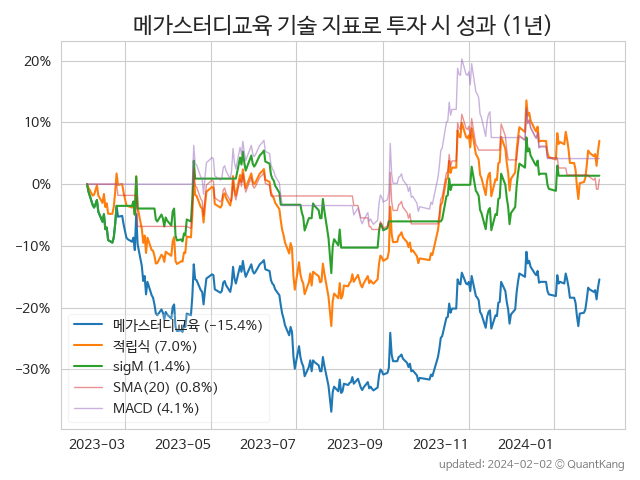 메가스터디교육 기술 지표로 투자 시 성과 (1년)
20%
10%
0%
−10%
−20%
−30%
메가스터디교육 (−15.4%)
적립식 (7.0%)
sigM (1.4%)
SMA(20) (0.8%)
MACD (4.1%)
2023−03
2023−05
2023−07
2023−09
2023−11
2024−01
updated: 2024−02−02 © QuantKang